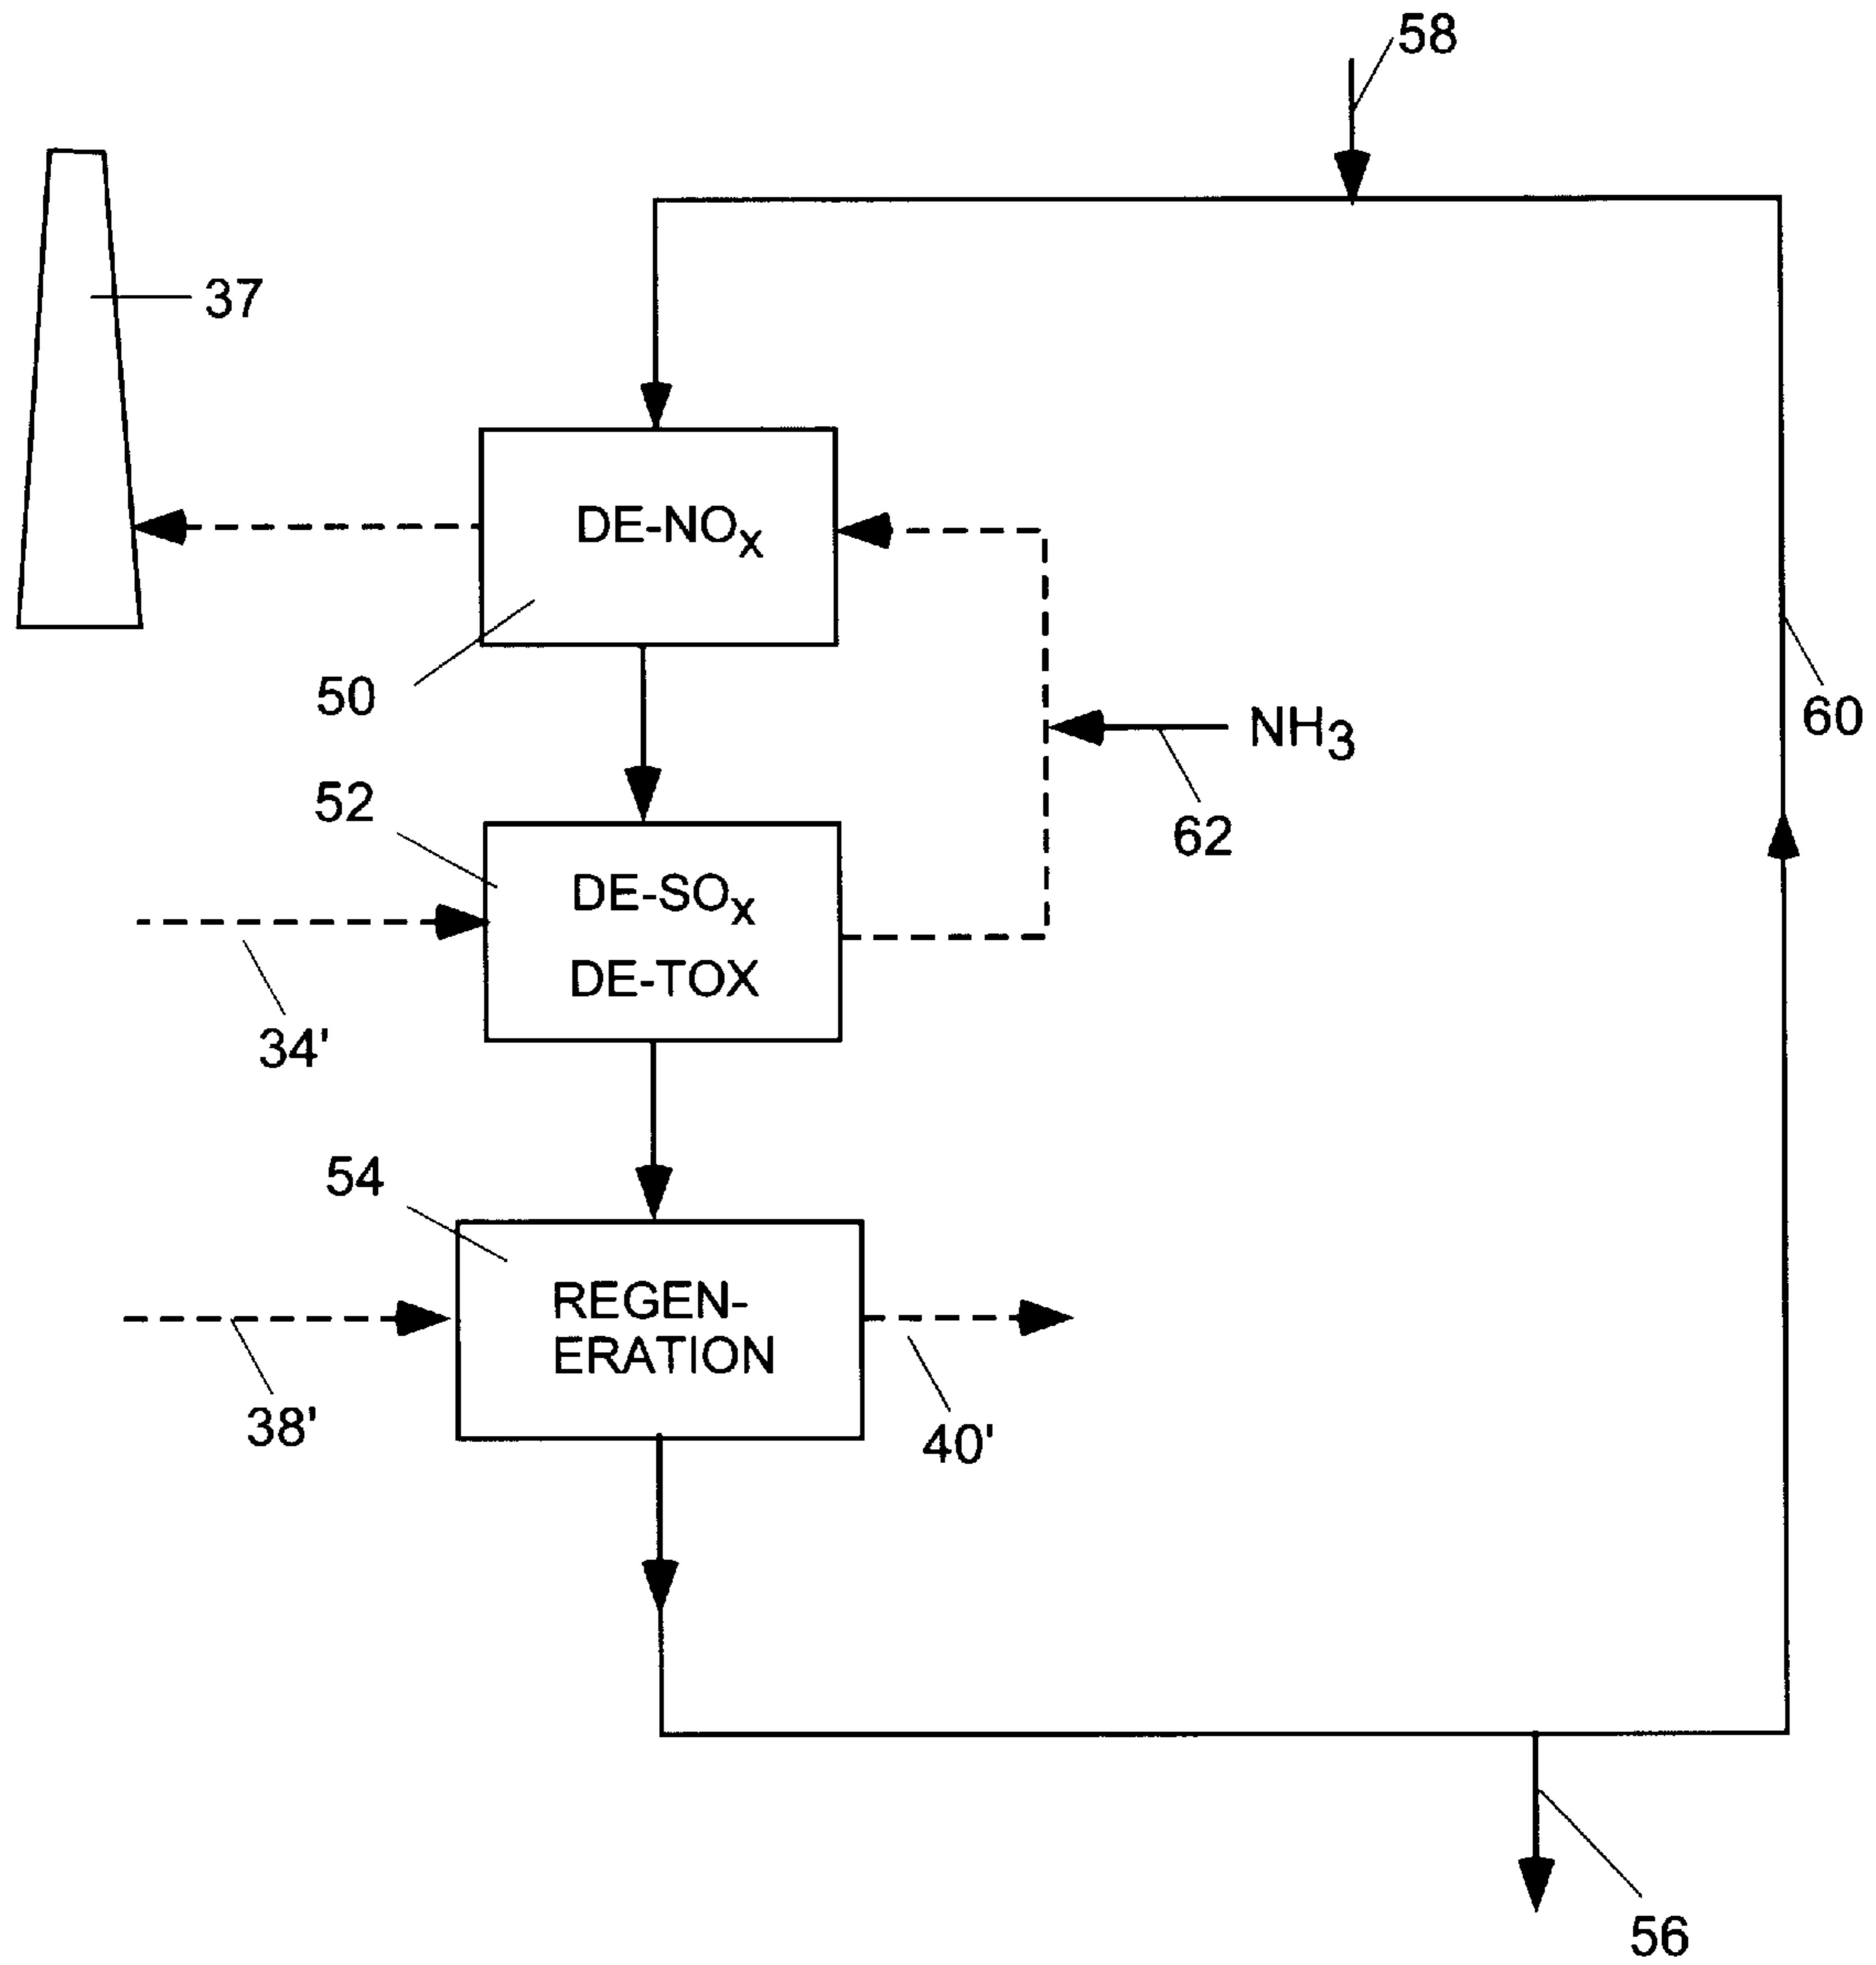 58
37
DE-NOx
50
60
NH3
52
62
DE-SOx
DE-TOX
34'
54
REGEN-
ERATION
38'
40'
56